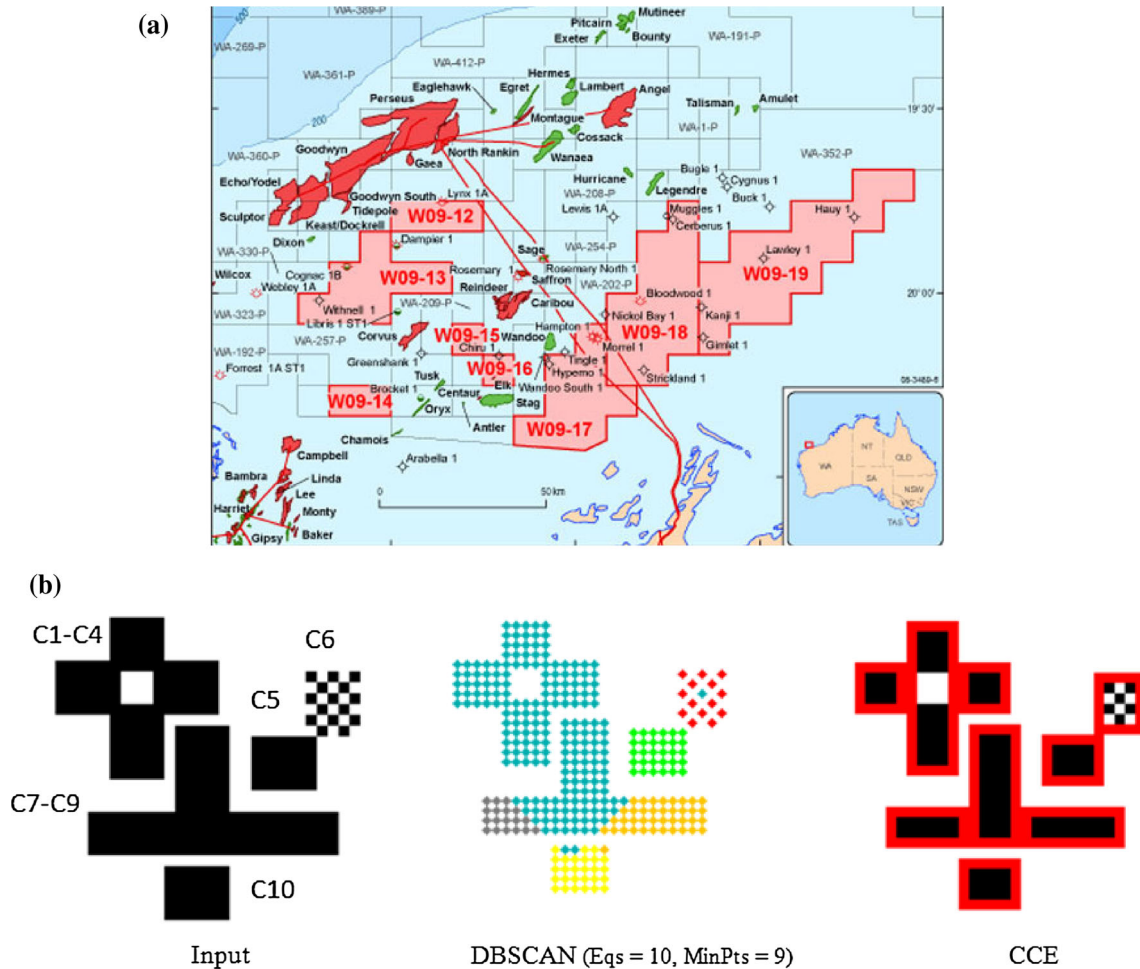 (a)
500
WA-389-P
WA-269-P
WA-361-P
WA-412-P
WA-191-P
Mutineer
Pitcairn
Exeter
Bounty
Hermes
Eaglehawk
Egret
Lambert
Angel
Perseus
Montague
Talisman
Amulet
19°30'
200
WA-1-P
Cossack
Goodwyn
North Rankin
Wanaea
WA-360-P
Gaea
WA-352-P
Bugle 1
Echo/Yodel
Hurricane
Cygnus 1
Goodwyn South
Lynx 1A
WA-208-P
Legendre
Buck 1
Sculptor
Tidepole
W09-12
Lewis 1A
Muggles 1
Hauy 1
Keast/Dockrell
Cerberus 1
Dixon
Dampier 1
Sage
WA-254-P
Lawley 1
WA-330-P
Cognac 1B
W09-13
Rosemary 1
Rosemary North 1
W09-19
Wilcox
Webley 1A
Saffron
WA-202-P
Reindeer
Bloodwood 1
20°00'
Withnell 1
WA-209-P
Caribou
WA-323-P
Libris 1 ST1
Nickol Bay 1
Kanji 1
WA-257-P
Corvus
W09-15
Wandoo
Hampton 1
W09-18
WA-192-P
Chiru 1
Morrel 1
Gimlet 1
Greenshank 1
W09-16
Tingle 1
Forrest 1A ST1
Hyperno 1
Strickland 1
Tusk
Wandoo South 1
Brocket 1
Elk
W09-14
Centaur
Stag
Oryx
Antler
W09-17
Chamois
Campbell
Arabella 1
Linda
Bambra
Lee
Harriet
Monty
Gipsy
Baker
0
50km
NT
WA
QLD
SA
NSW
VIC
TAS
(b)
C1-C4
C6
C5
C7-C9
C10
Input
DBSCAN (Eqs = 10, MinPts = 9)
CCE